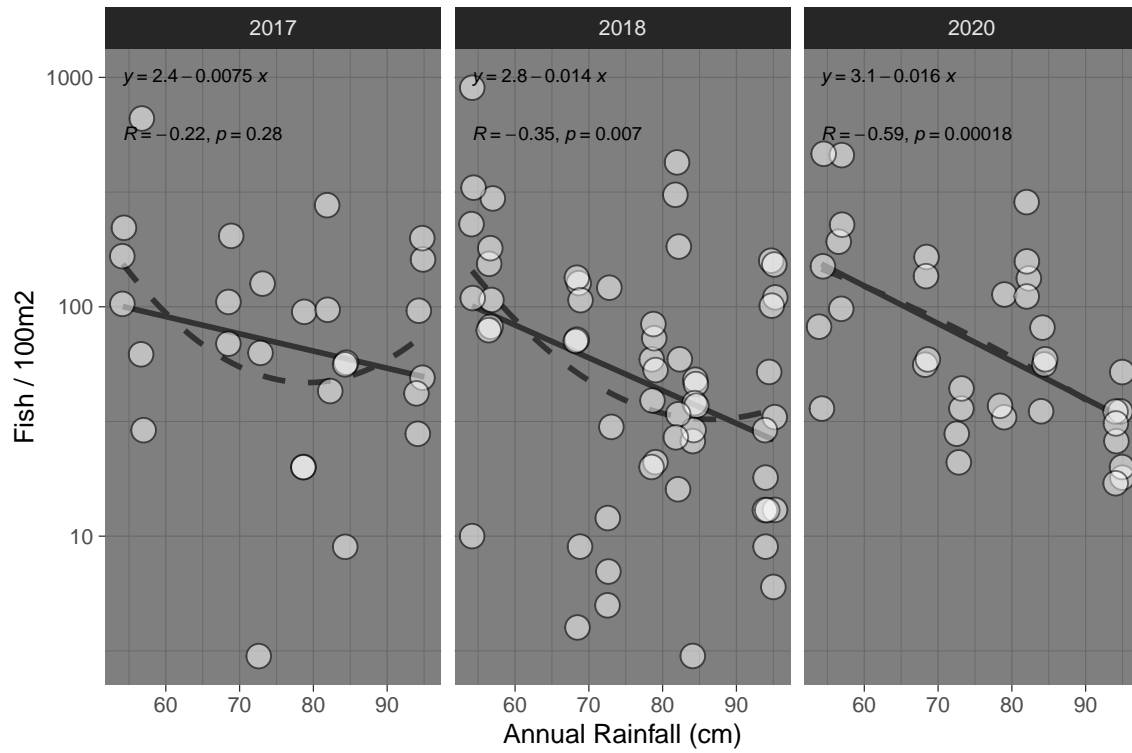 2017 2018 2020
y = 2.4 − 0.0075 x
R = −0.22, p = 0.28
y = 2.8 − 0.014 x
R = −0.35, p = 0.007
y = 3.1 − 0.016 x
R = −0.59, p = 0.00018
1000
100
10
Fish / 100m2
60 70 80 90 60 70 80 90 60 70 80 90
Annual Rainfall (cm)